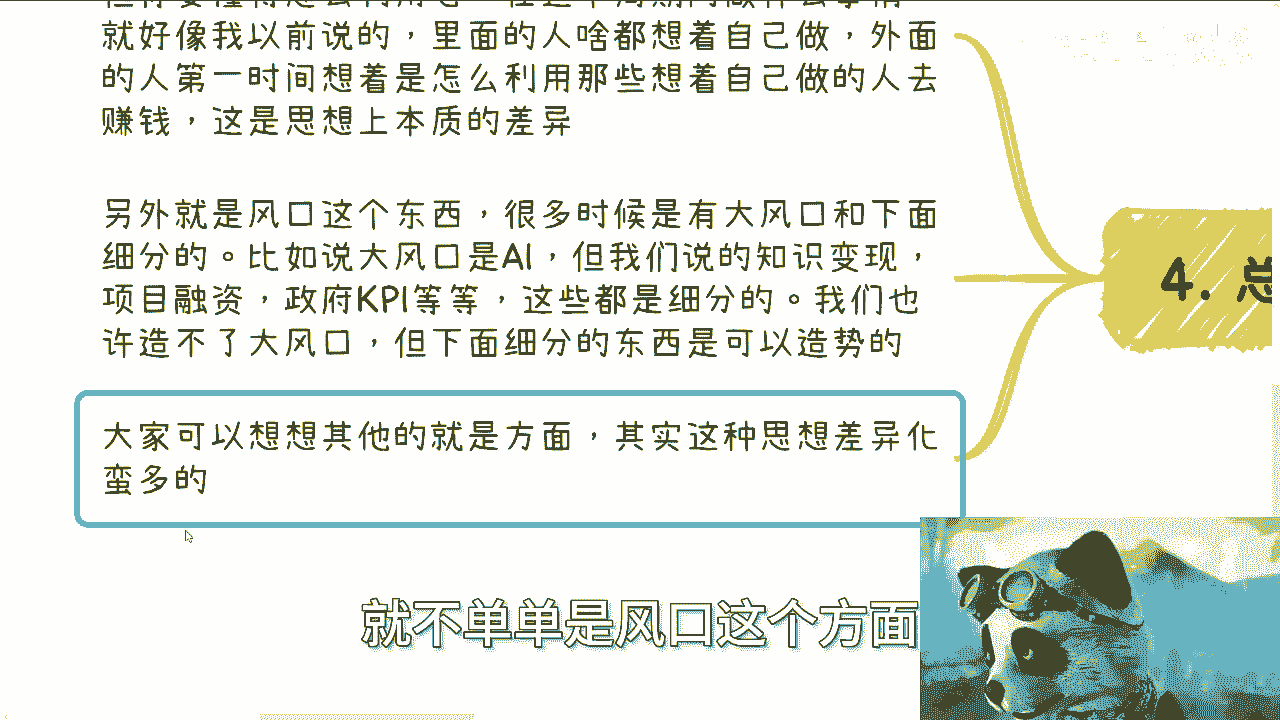 就好像我以前说的，里面的人啥都想着自己做，外面
的人第一时间想着是怎么利用那些想着自己做的人去
赚钱，这是思想上本质的差异
另外就是风口这个东西，很多时候是有大风口和下面
细分的。比如说大风口是AI，但我们说的知识变现，
项目融资，政府KPI等等，这些都是细分的。我们也
许造不了大风口，但下面细分的东西是可以造势的
大家可以想想其他的就是方面，其实这种思想差异化
蛮多的
4. 总
就不单单是风口这个方面